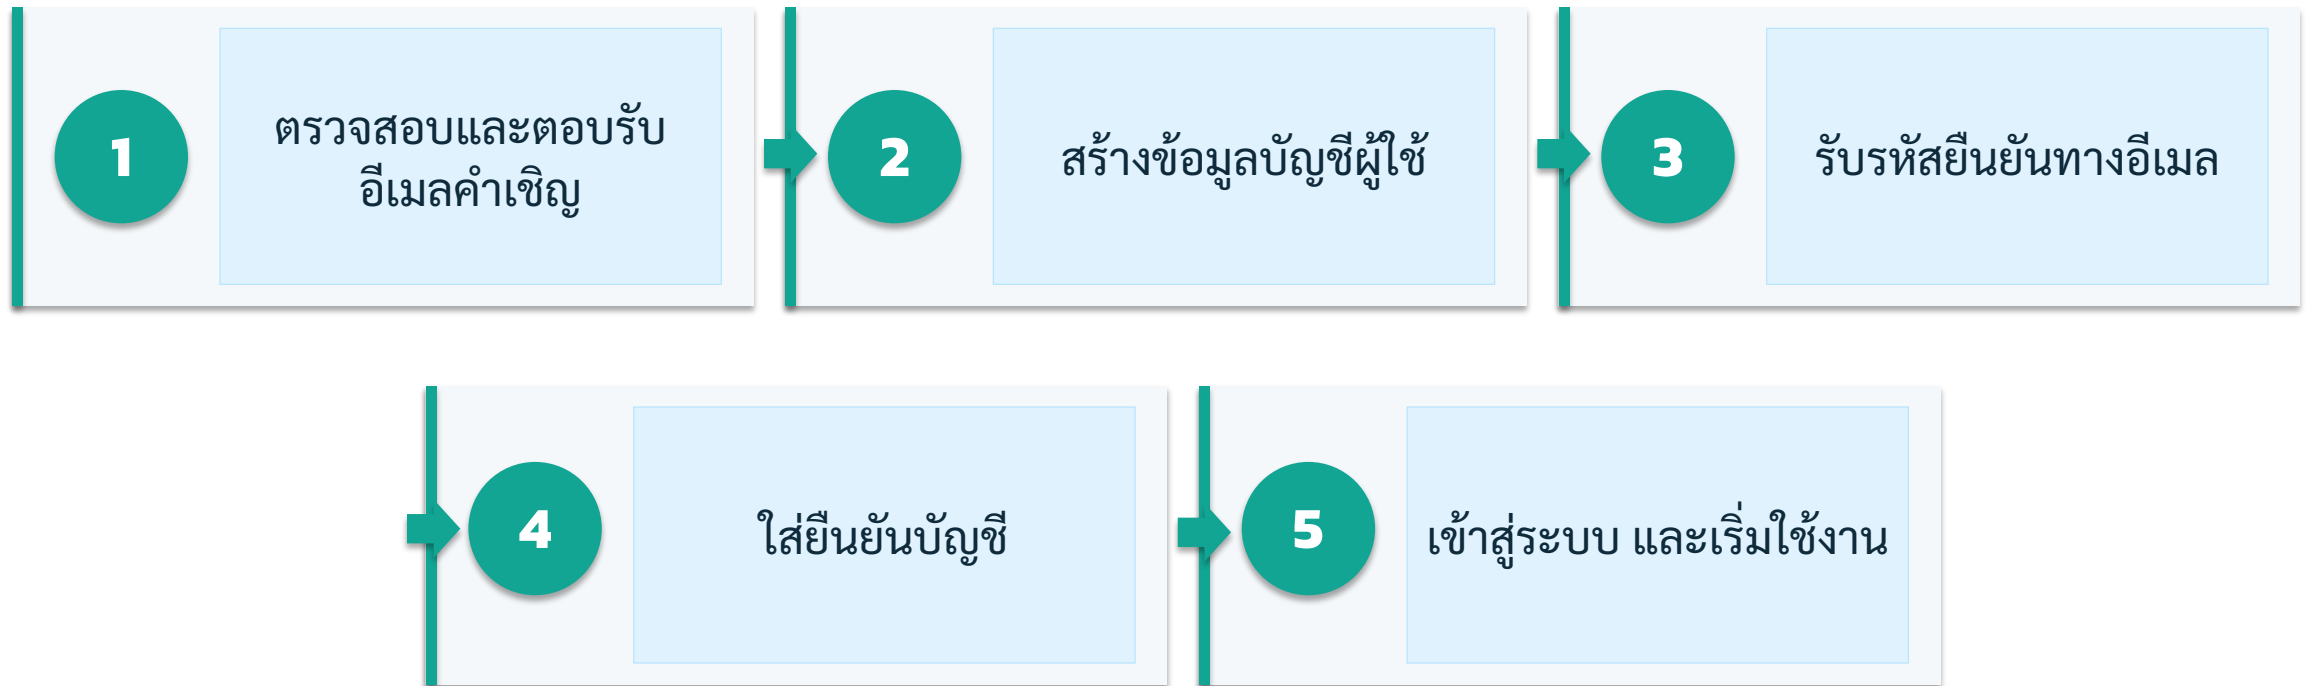 1
ตรวจสอบและตอบรับ
อีเมลคำเชิญ
2
สร้างข้อมูลบัญชีผู้ใช้
3
รับรหัสยืนยันทางอีเมล
4
ใส่ยืนยันบัญชี
5
เข้าสู่ระบบ และเริ่มใช้งาน